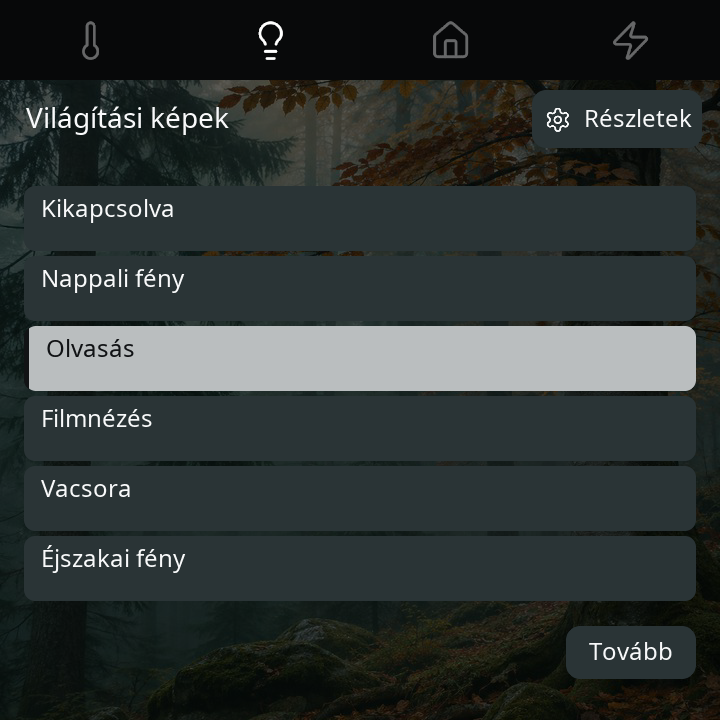 Világítási képek
Részletek
Kikapcsolva
Nappali fény
Olvasás
Filmnézés
Vacsora
Éjszakai fény
Tovább